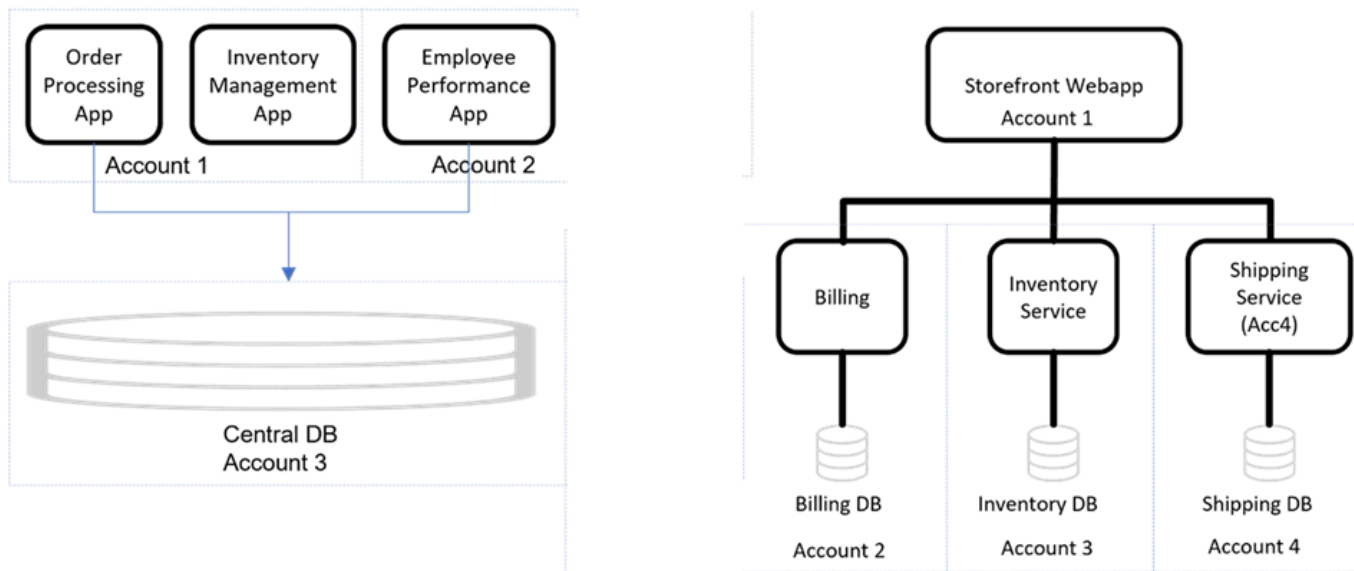 Order
Processing
App
Inventory
Management
App
Employee
Performance
App
Account 1
Account 2
Central DB
Account 3
Storefront Webapp
Account 1
Billing
Inventory
Service
Shipping
Service
(Acc4)
Billing DB
Inventory DB
Shipping DB
Account 2
Account 3
Account 4